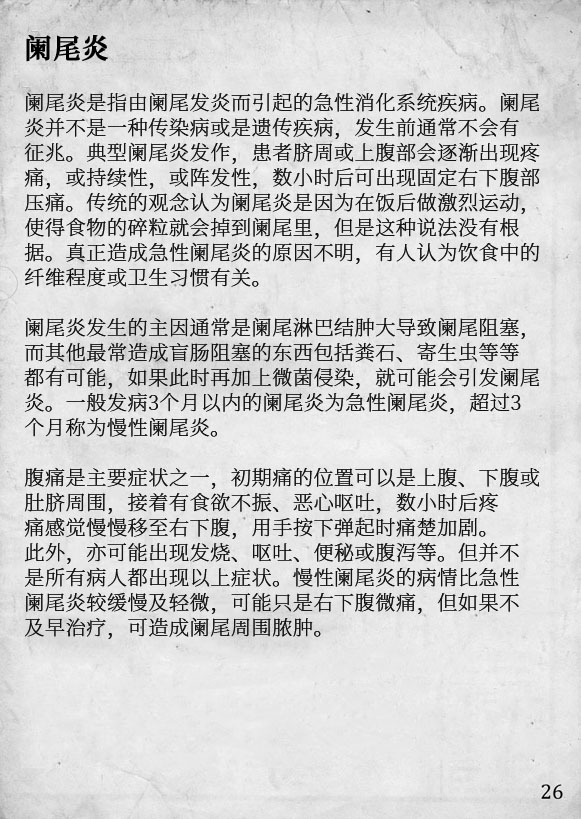 阑尾炎
阑尾炎是指由阑尾发炎而引起的急性消化系统疾病。阑尾
炎并不是一种传染病或是遗传疾病，发生前通常不会有
征兆。典型阑尾炎发作，患者脐周或上腹部会逐渐出现疼
痛，或持续性，或阵发性，数小时后可出现固定右下腹部
压痛。传统的观念认为阑尾炎是因为在饭后做激烈运动，
使得食物的碎粒就会掉到阑尾里，但是这种说法没有根
据。真正造成急性阑尾炎的原因不明，有人认为饮食中的
纤维程度或卫生习惯有关。
阑尾炎发生的主因通常是阑尾淋巴结肿大导致阑尾阻塞，
而其他最常造成盲肠阻塞的东西包括粪石、寄生虫等等
都有可能，如果此时再加上微菌侵染，就可能会引发阑尾
炎。一般发病3个月以内的阑尾炎为急性阑尾炎，超过3
个月称为慢性阑尾炎。
腹痛是主要症状之一，初期痛的位置可以是上腹、下腹或
肚脐周围，接着有食欲不振、恶心呕吐，数小时后疼
痛感觉慢慢移至右下腹，用手按下弹起时痛楚加剧。
此外，亦可能出现发烧、呕吐、便秘或腹泻等。但并不
是所有病人都出现以上症状。慢性阑尾炎的病情比急性
阑尾炎较缓慢及轻微，可能只是右下腹微痛，但如果不
及早治疗，可造成阑尾周围脓肿。
26